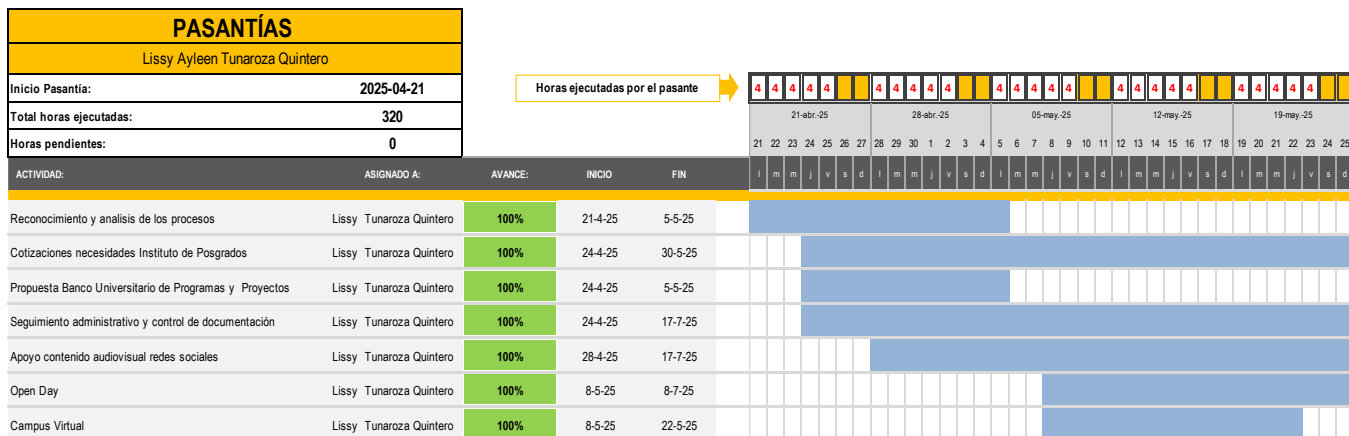 PASANTÍAS
Lissy Ayleen Tunaroza Quintero
Inicio Pasantía: 2025-04-21
Horas ejecutadas por el pasante
4 4 4 4 4 4 4 4 4 4 4 4 4 4 4 4 4 4 4 4 4 4 4 4 4
Total horas ejecutadas: 320
21-abr.-25 28-abr.-25 05-may.-25 12-may.-25 19-may.-25
Horas pendientes: 0
21 22 23 24 25 26 27 28 29 30 1 2 3 4 5 6 7 8 9 10 11 12 13 14 15 16 17 18 19 20 21 22 23 24 25
ACTIVIDAD: ASIGNADO A: AVANCE: INICIO FIN l m m j v s d l m m j v s d l m m j v s d l m m j v s d l m m j v s d
Reconocimiento y analisis de los procesos Lissy Tunaroza Quintero 100% 21-4-25 5-5-25
Cotizaciones necesidades Instituto de Posgrados Lissy Tunaroza Quintero 100% 24-4-25 30-5-25
Propuesta Banco Universitario de Programas y Proyectos Lissy Tunaroza Quintero 100% 24-4-25 5-5-25
Seguimiento administrativo y control de documentación Lissy Tunaroza Quintero 100% 24-4-25 17-7-25
Apoyo contenido audiovisual redes sociales Lissy Tunaroza Quintero 100% 28-4-25 17-7-25
Open Day Lissy Tunaroza Quintero 100% 8-5-25 8-7-25
Campus Virtual Lissy Tunaroza Quintero 100% 8-5-25 22-5-25